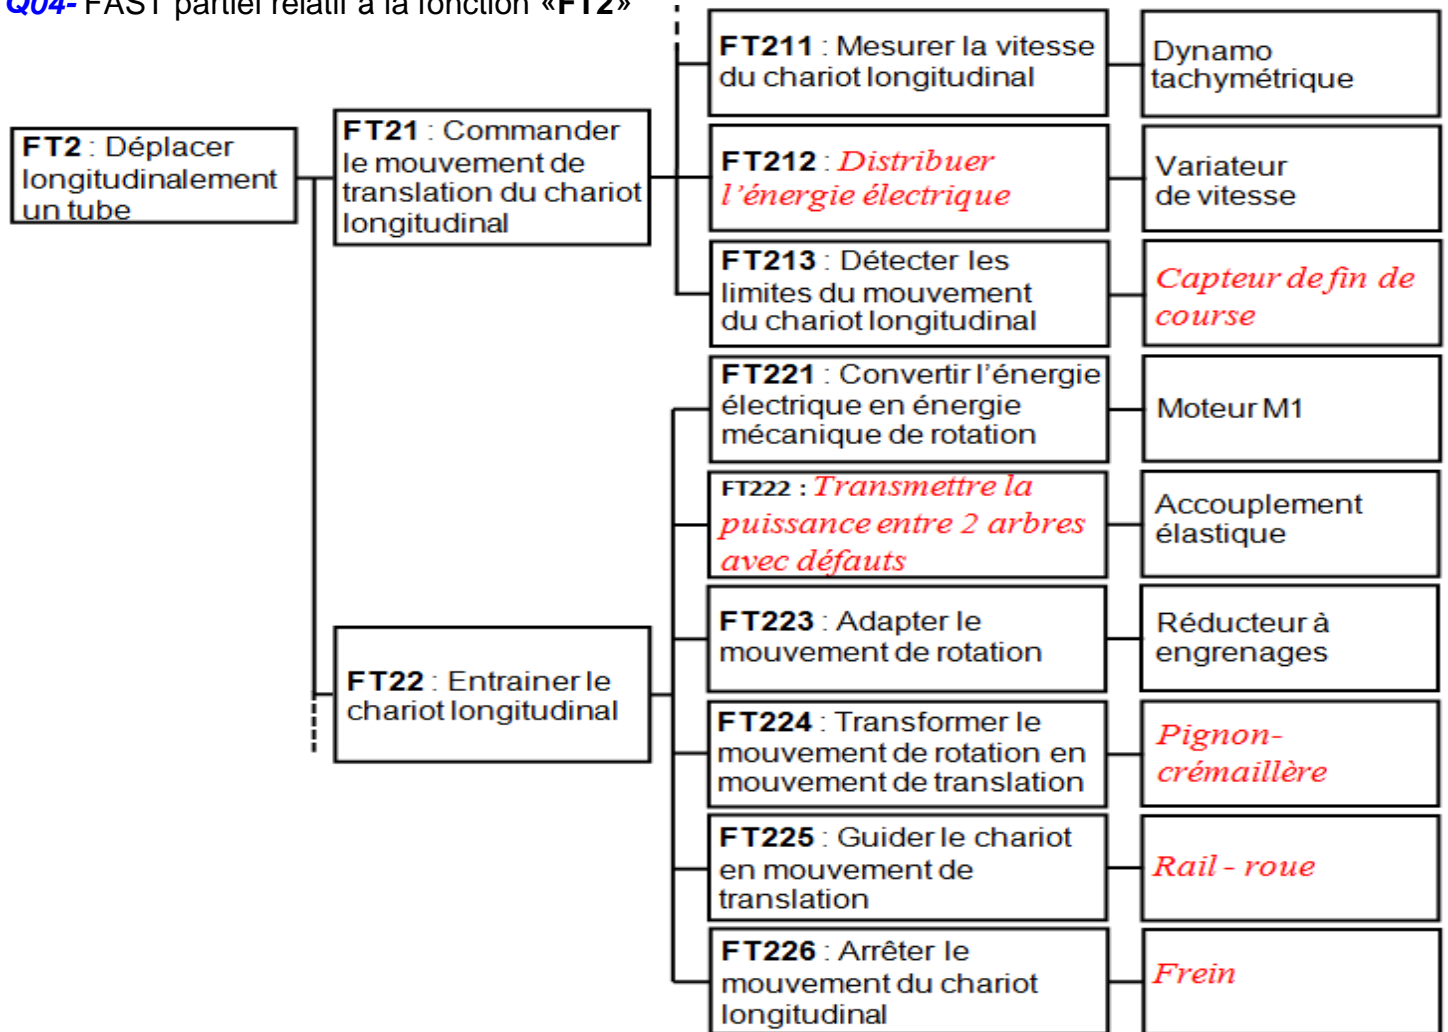 Q04- FAST partiel relatif à la fonction «FT2»
FT2 : Déplacer
longitudinalement
un tube
FT21 : Commander
le mouvement de
translation du chariot
longitudinal
FT211 : Mesurer la vitesse
du chariot longitudinal
Dynamo
tachymétrique
FT212 : Distribuer
l'énergie électrique
Variateur
de vitesse
FT213 : Détecter les
limites du mouvement
du chariot longitudinal
Capteur de fin de
course
FT22 : Entrainer le
chariot longitudinal
FT221 : Convertir l'énergie
électrique en énergie
mécanique de rotation
Moteur M1
FT222 : Transmettre la
puissance entre 2 arbres
avec défauts
Accouplement
élastique
FT223 : Adapter le
mouvement de rotation
Réducteur à
engrenages
FT224 : Transformer le
mouvement de rotation en
mouvement de translation
Pignon-
crémaillère
FT225 : Guider le chariot
en mouvement de
translation
Rail - roue
FT226 : Arrêter le
mouvement du chariot
longitudinal
Frein